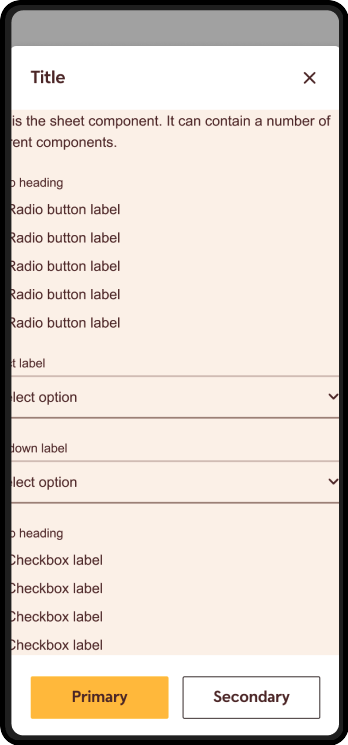 Title
is the sheet component. It can contain a number of
rent components.
heading
Radio button label
Radio button label
Radio button label
Radio button label
Radio button label
ct label
lect option
down label
lect option
heading
Checkbox label
Checkbox label
Checkbox label
Checkbox label
Primary
Secondary